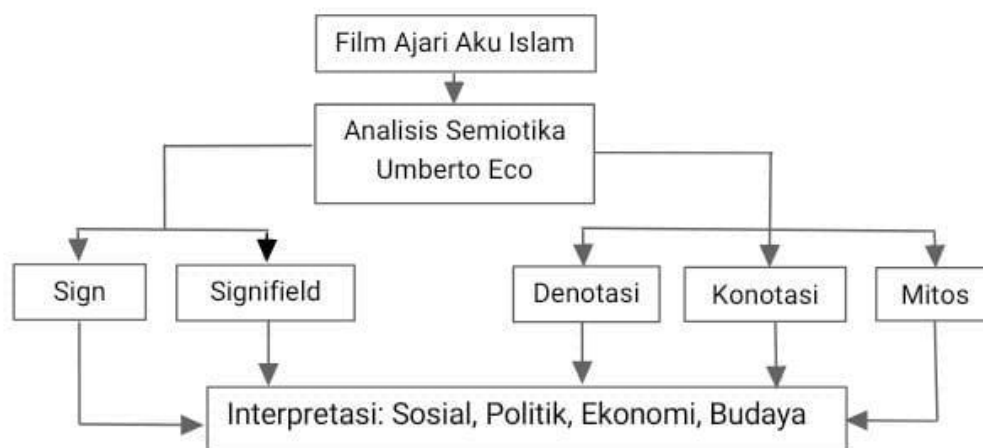 Film Ajari Aku Islam
Analisis Semiotika
Umberto Eco
Sign
Signifield
Denotasi
Konotasi
Mitos
Interpretasi: Sosial, Politik, Ekonomi, Budaya